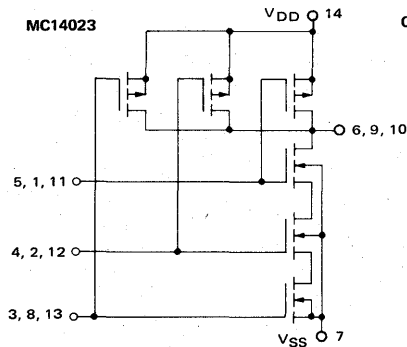 MC14023
VDD 14
6, 9, 10
5, 1, 11
4, 2, 12
3, 8, 13
VSS 7